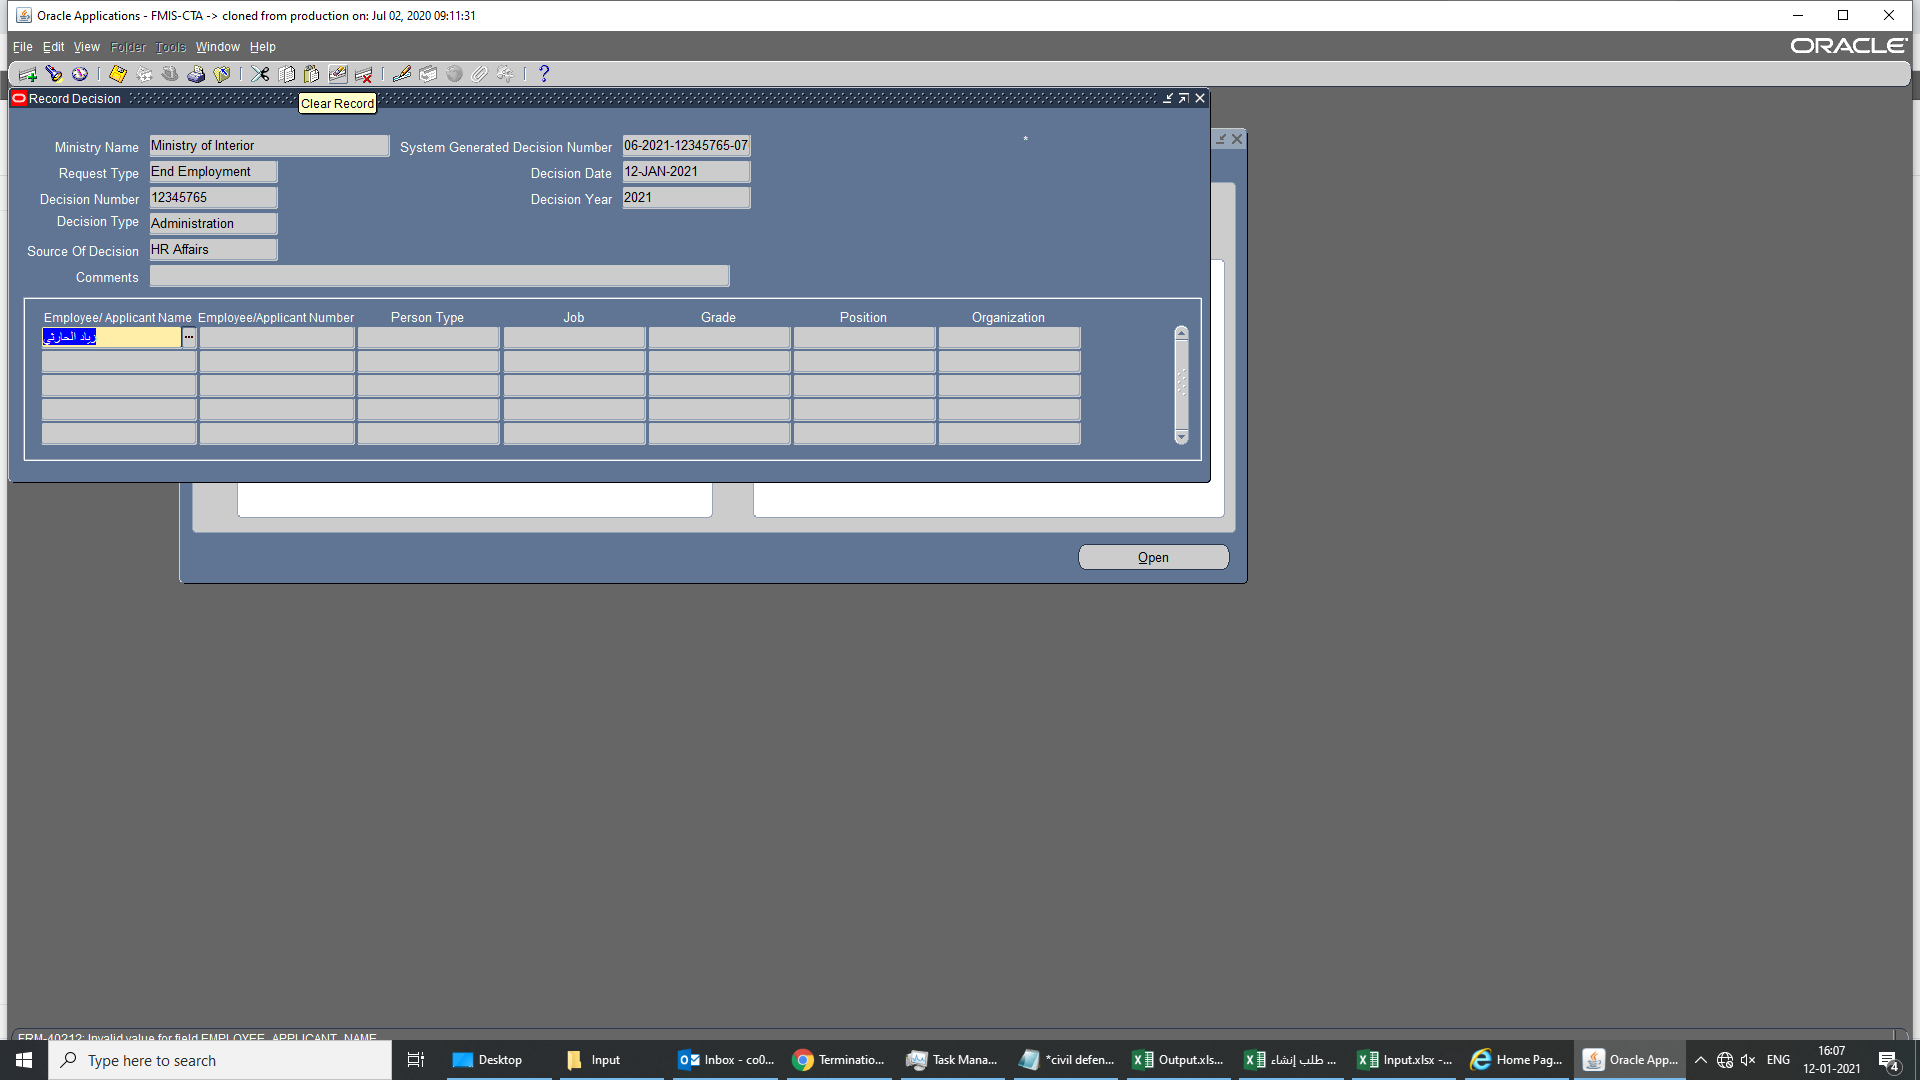 Oracle Applications - FMIS-CTA -> cloned from production on: Jul 02, 2020 09:11:31
File Edit View Folder Tools Window Help
ORACLE
Record Decision
Clear Record
Ministry Name Ministry of Interior System Generated Decision Number 06-2021-12345765-07 *
Request Type End Employment Decision Date 12-JAN-2021
Decision Number 12345765 Decision Year 2021
Decision Type Administration
Source Of Decision HR Affairs
Comments
Employee/ Applicant Name Employee/Applicant Number Person Type Job Grade Position Organization
زياد الحارثي
Open
FRM-40212: Invalid value for field EMPLOYEE_APPLICANT_NAME
Type here to search Desktop Input Inbox - co0... Terminatio... Task Mana... *civil defen... Output.xls... طلب إنشاء ... Input.xlsx -... Home Pag... Oracle App... ENG 16:07
12-01-2021
4